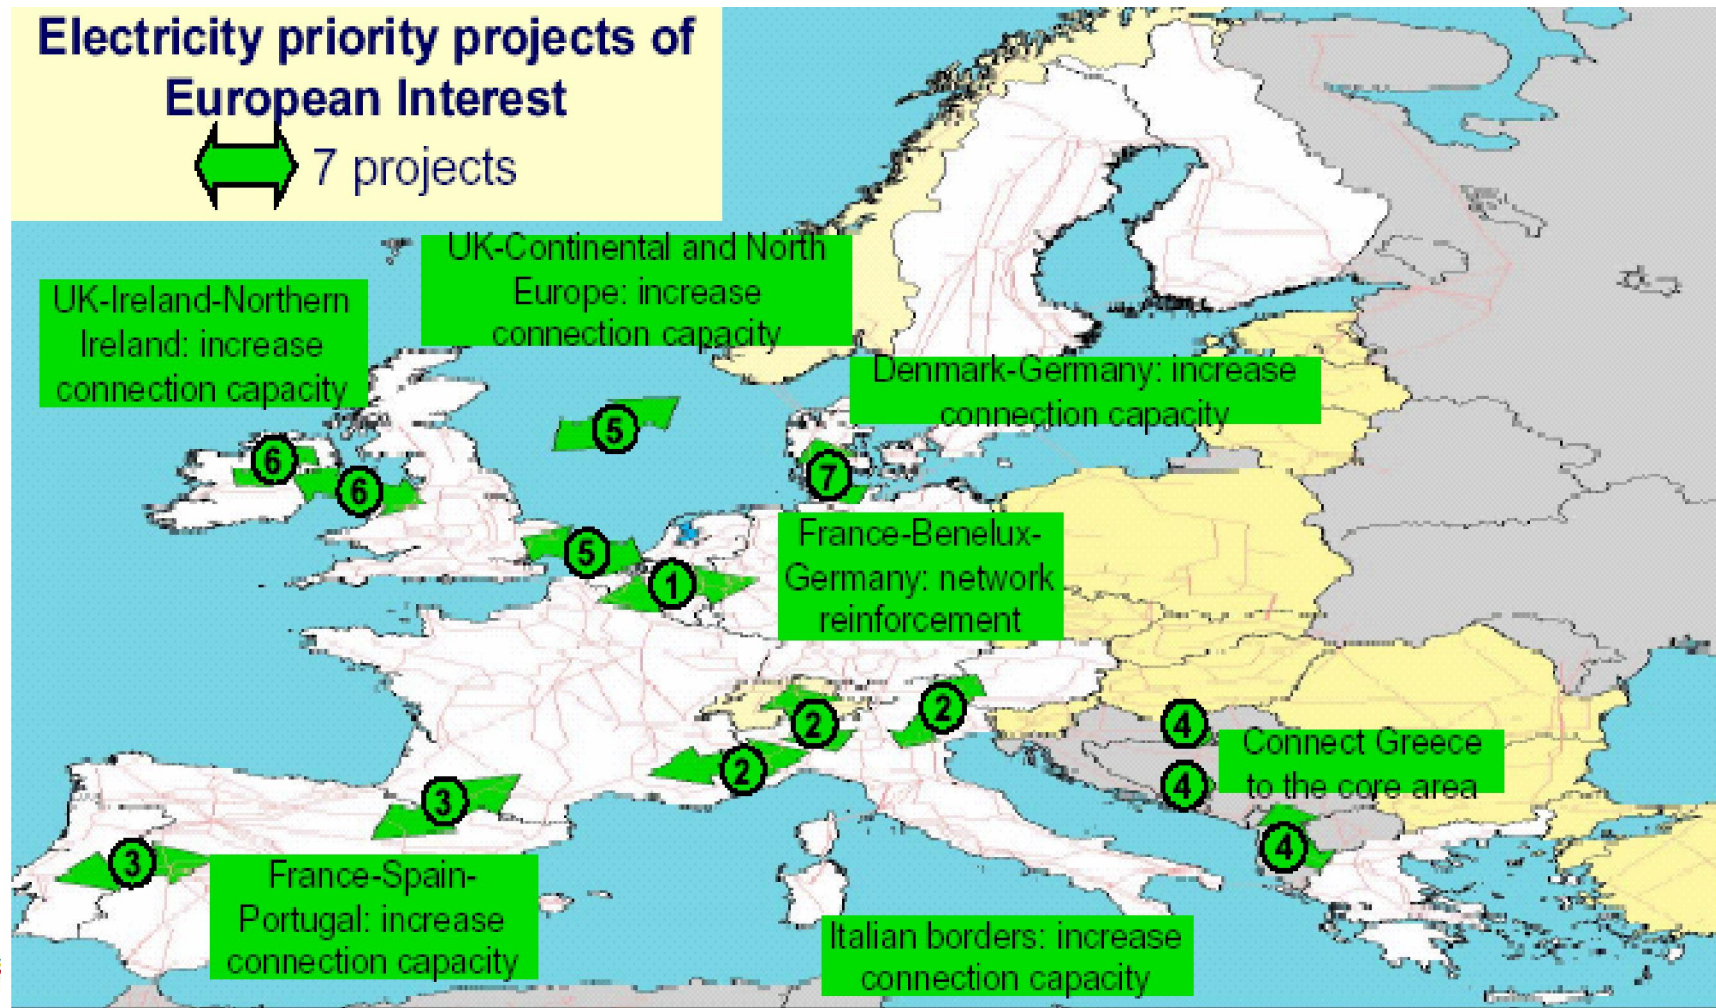 Electricity priority projects of
European Interest
7 projects
UK-Continental and North
Europe: increase
connection capacity
UK-Ireland-Northern
Ireland: increase
connection capacity
Denmark-Germany: increase
connection capacity
5
6
6
7
5
1
France-Benelux-
Germany: network
reinforcement
2
2
2
4
4
4
Connect Greece
to the core area
3
3
France-Spain-
Portugal: increase
connection capacity
Italian borders: increase
connection capacity